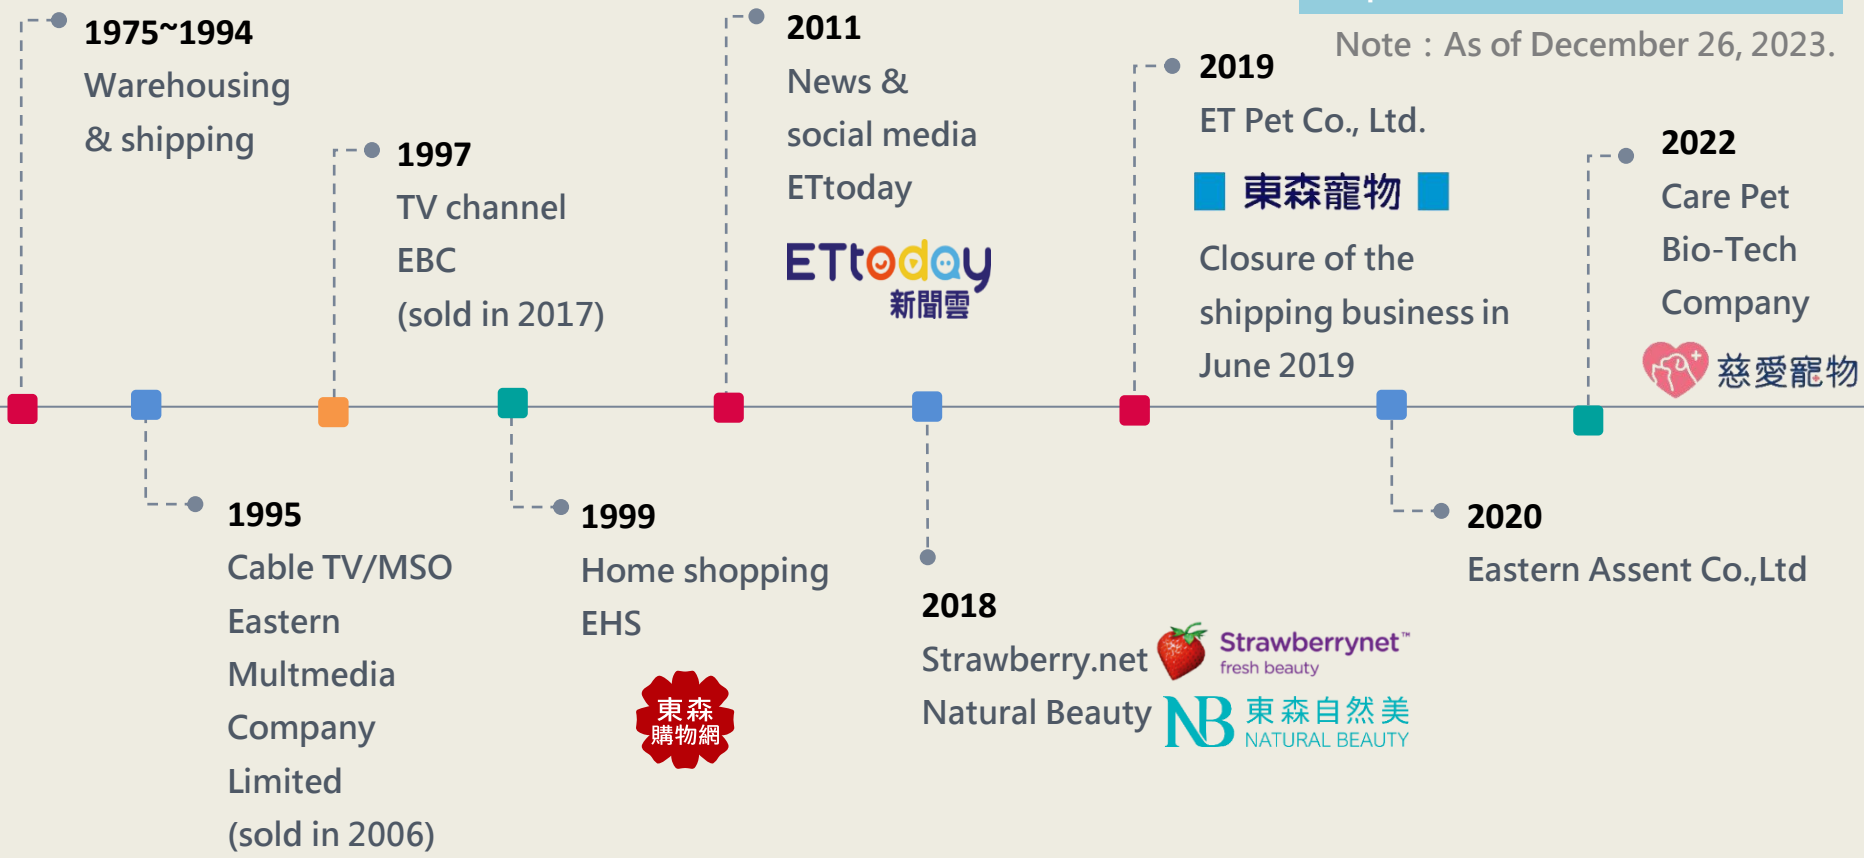 Note：As of December 26, 2023.
1975~1994
Warehousing
& shipping
1995
Cable TV/MSO
Eastern
Multmedia
Company
Limited
(sold in 2006)
1997
TV channel
EBC
(sold in 2017)
1999
Home shopping
EHS
東森
購物網
2011
News &
social media
ETtoday
ETtoday
新聞雲
2018
Strawberry.net
Strawberrynet™
fresh beauty
Natural Beauty
NB 東森自然美
NATURAL BEAUTY
2019
ET Pet Co., Ltd.
東森寵物
Closure of the
shipping business in
June 2019
2020
Eastern Assent Co.,Ltd
2022
Care Pet
Bio-Tech
Company
慈愛寵物